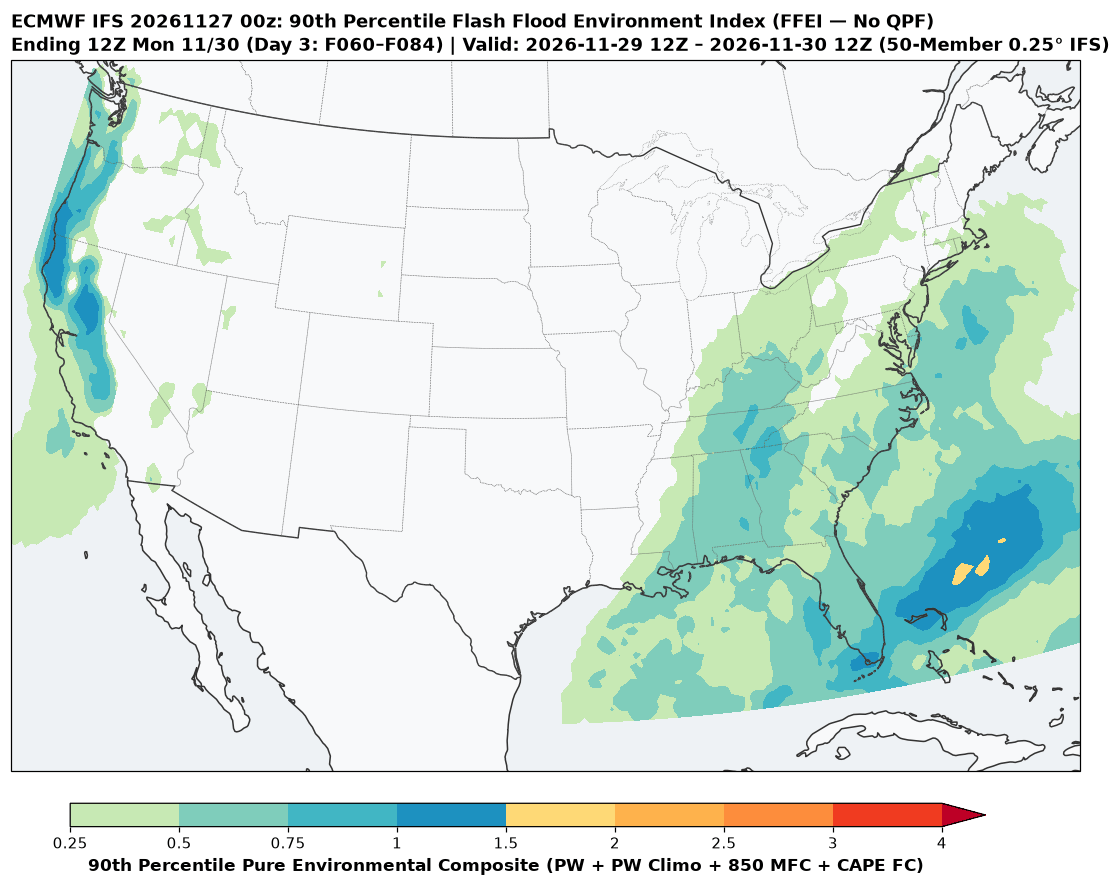 ECMWF IFS 20261127 00z: 90th Percentile Flash Flood Environment Index (FFEI — No QPF)
Ending 12Z Mon 11/30 (Day 3: F060–F084) | Valid: 2026-11-29 12Z – 2026-11-30 12Z (50-Member 0.25° IFS)
0.25 0.5 0.75 1 1.5 2 2.5 3 4
90th Percentile Pure Environmental Composite (PW + PW Climo + 850 MFC + CAPE FC)